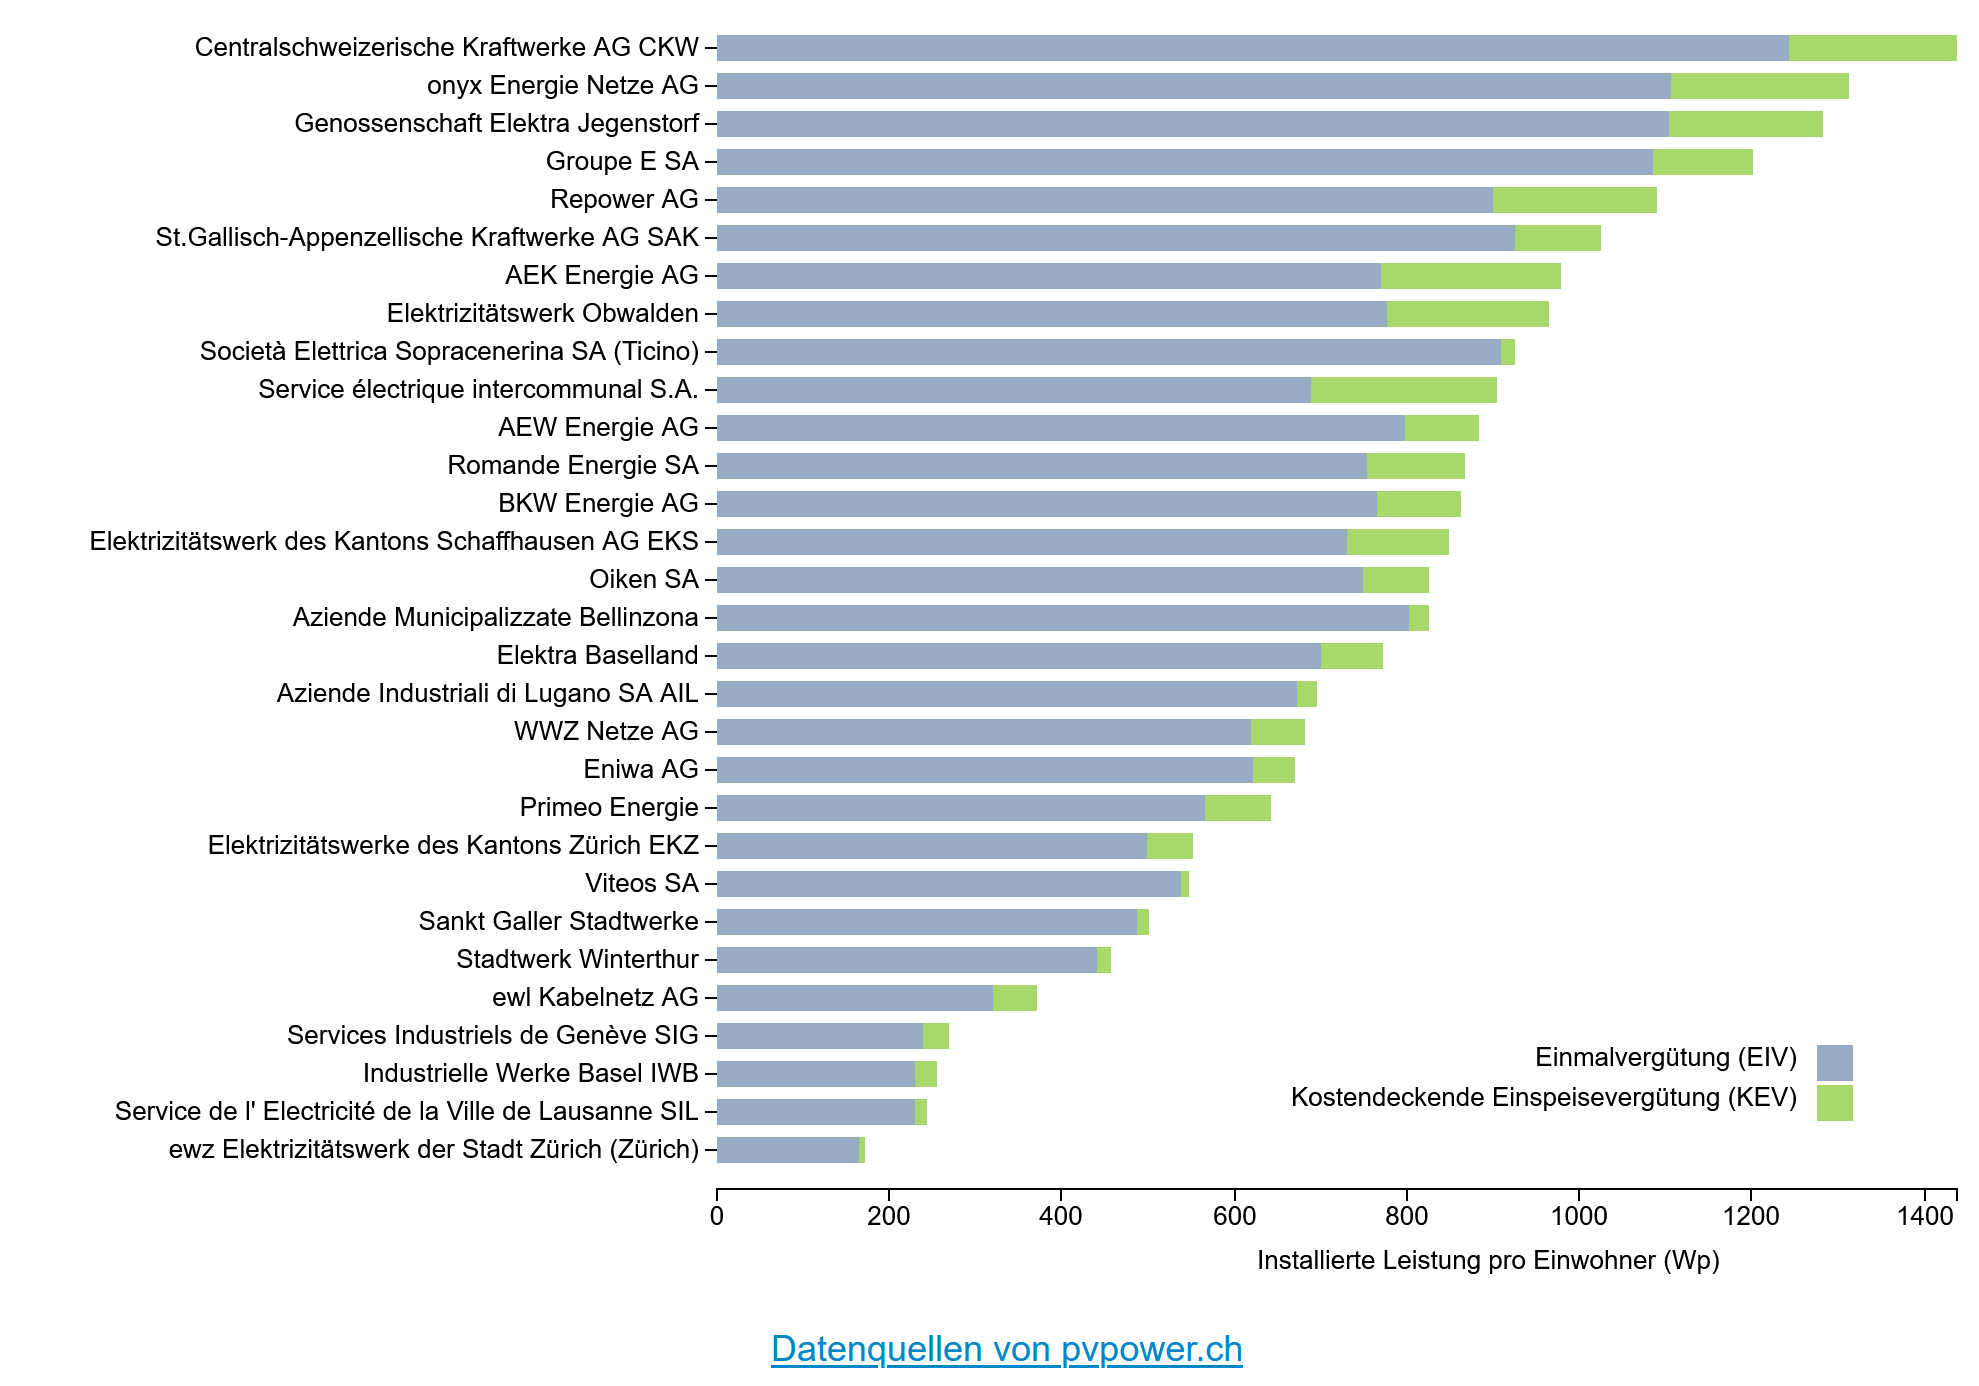 Centralschweizerische Kraftwerke AG CKW
onyx Energie Netze AG
Genossenschaft Elektra Jegenstorf
Groupe E SA
Repower AG
St.Gallisch-Appenzellische Kraftwerke AG SAK
AEK Energie AG
Elektrizitätswerk Obwalden
Società Elettrica Sopracenerina SA (Ticino)
Service électrique intercommunal S.A.
AEW Energie AG
Romande Energie SA
BKW Energie AG
Elektrizitätswerk des Kantons Schaffhausen AG EKS
Oiken SA
Aziende Municipalizzate Bellinzona
Elektra Baselland
Aziende Industriali di Lugano SA AIL
WWZ Netze AG
Eniwa AG
Primeo Energie
Elektrizitätswerke des Kantons Zürich EKZ
Viteos SA
Sankt Galler Stadtwerke
Stadtwerk Winterthur
ewl Kabelnetz AG
Services Industriels de Genève SIG
Industrielle Werke Basel IWB
Service de l' Electricité de la Ville de Lausanne SIL
ewz Elektrizitätswerk der Stadt Zürich (Zürich)
Einmalvergütung (EIV)
Kostendeckende Einspeisevergütung (KEV)
0 200 400 600 800 1000 1200 1400
Installierte Leistung pro Einwohner (Wp)
Datenquellen von pvpower.ch